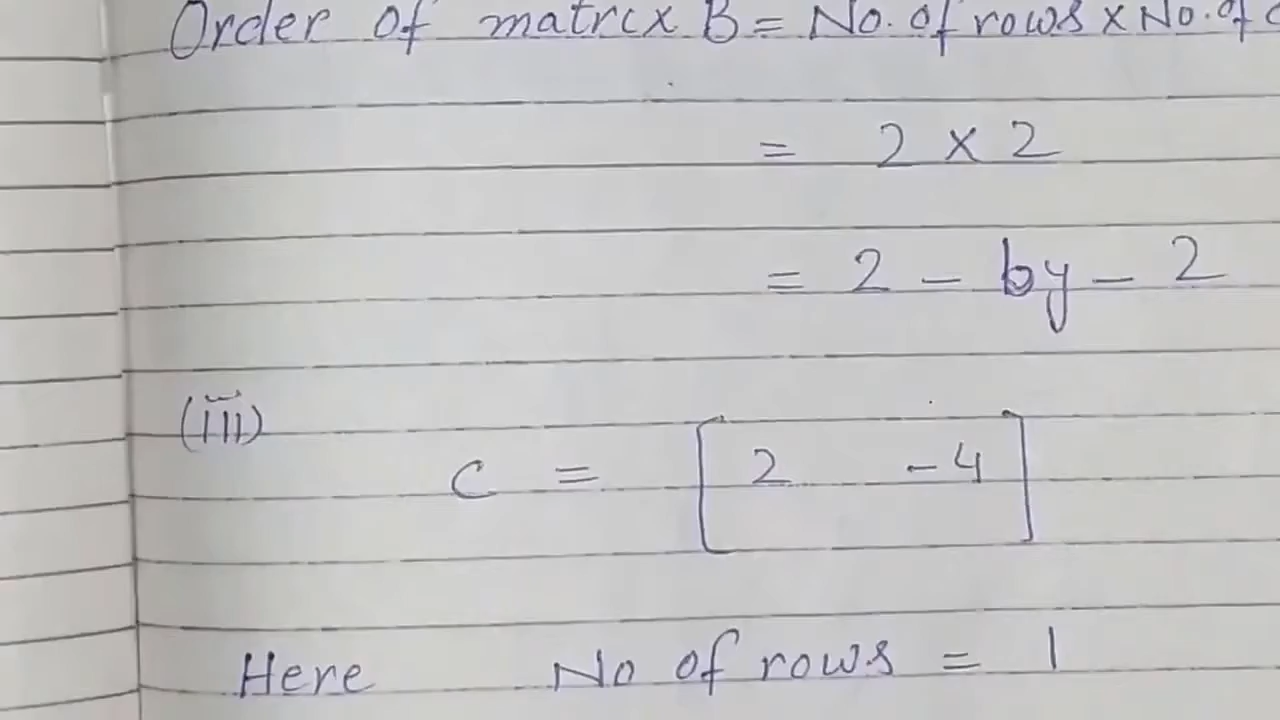 Order of matrix B = No. of rows × No. of
= 2 × 2
= 2 - by - 2
(iii)
C = [2 -4]
Here No of rows = 1